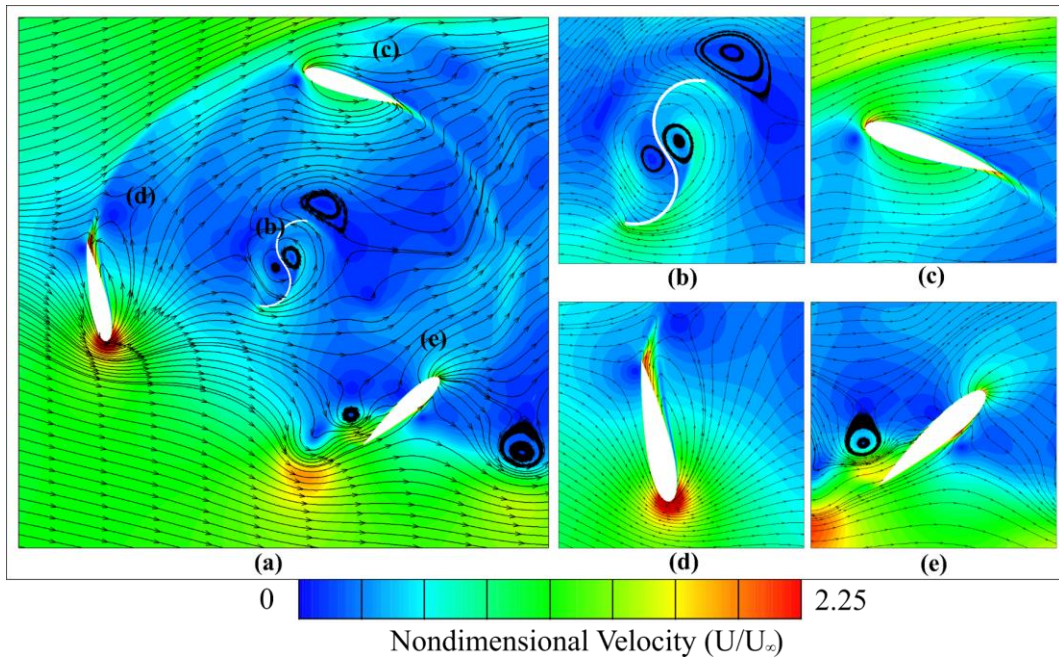 (c)
(d)
(b)
(e)
(a)
(b)
(c)
(d)
(e)
0
2.25
Nondimensional Velocity (U/U∞)